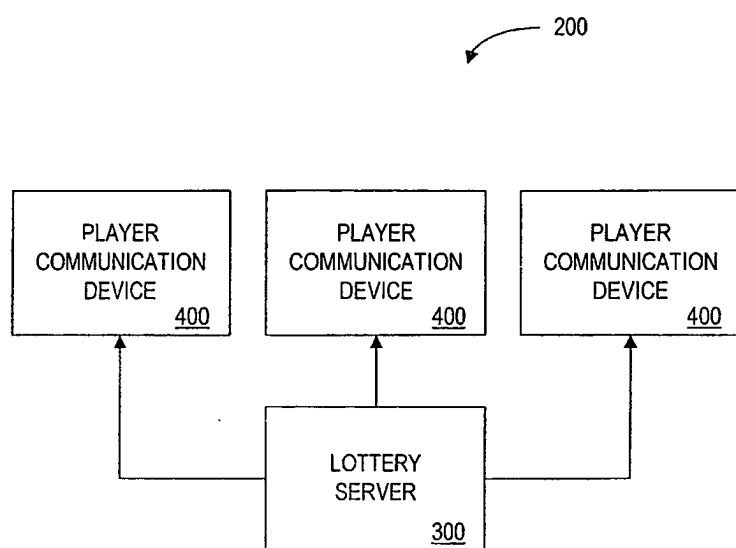 200
PLAYER
COMMUNICATION
DEVICE
400
PLAYER
COMMUNICATION
DEVICE
400
PLAYER
COMMUNICATION
DEVICE
400
LOTTERY
SERVER
300